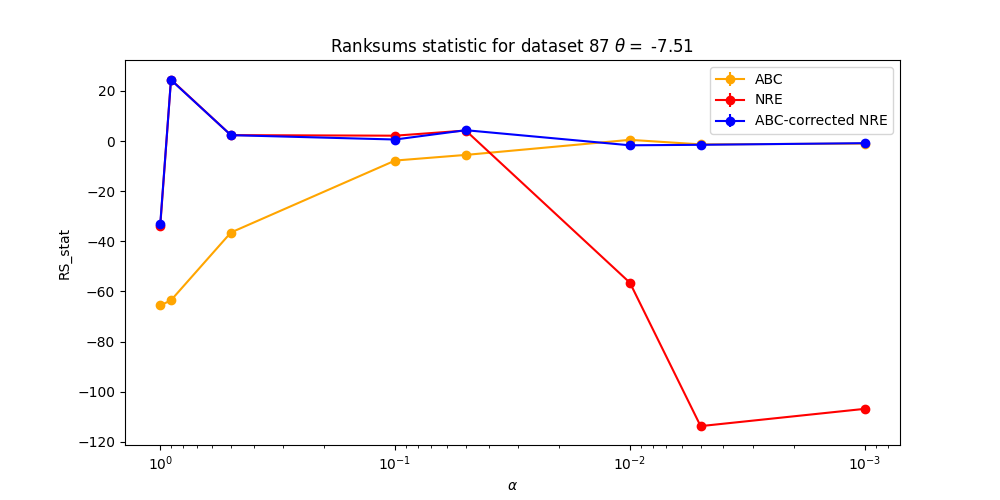 Ranksums statistic for dataset 87 $\theta =$ -7.51
ABC
NRE
ABC-corrected NRE
RS_stat
20
0
−20
−40
−60
−80
−100
−120
10⁰
10⁻¹
10⁻²
10⁻³
α